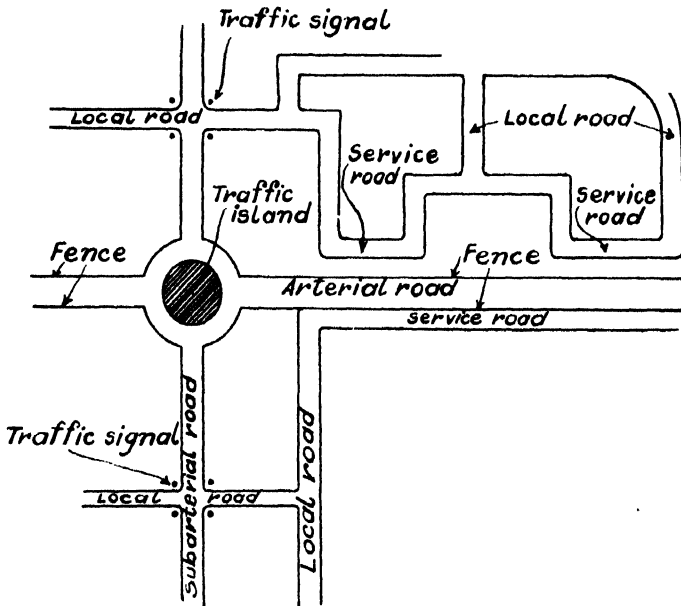 Traffic signal
Local road
Local road
Service
road
Traffic
island
Service
road
Fence
Fence
Arterial road
service road
Traffic signal
subarterial road
Local road
Local road